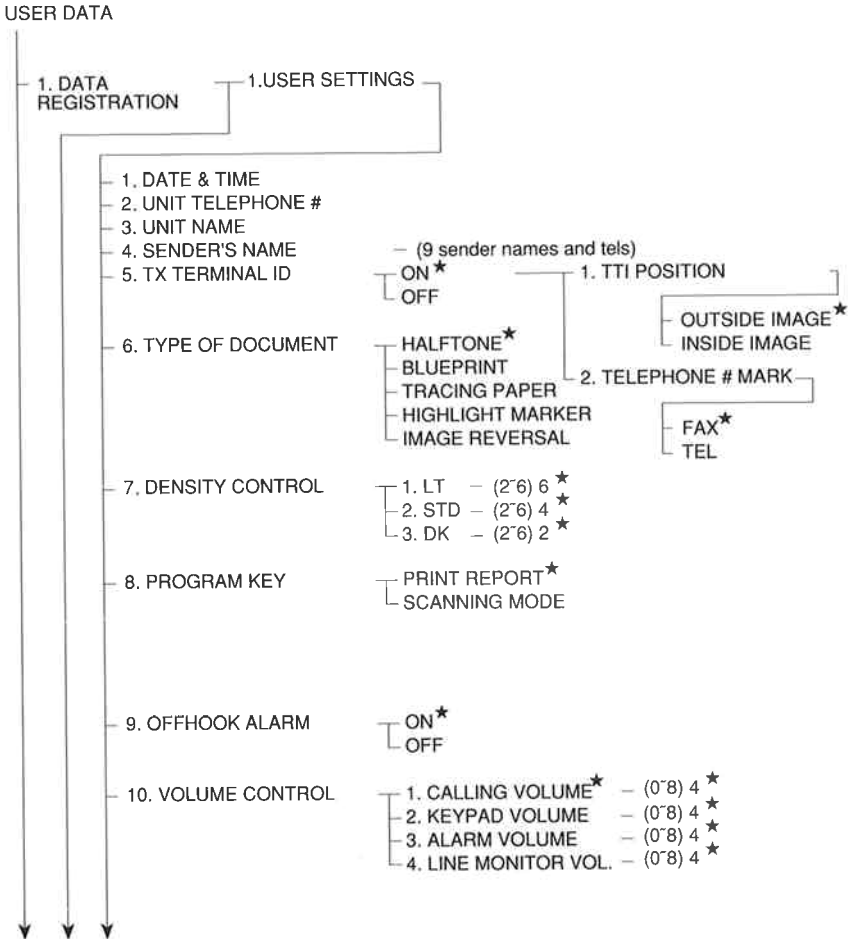 USER DATA
1. DATA REGISTRATION
1.USER SETTINGS
1. DATE & TIME
2. UNIT TELEPHONE #
3. UNIT NAME
4. SENDER'S NAME – (9 sender names and tels)
5. TX TERMINAL ID
ON★
OFF
1. TTI POSITION
OUTSIDE IMAGE★
INSIDE IMAGE
2. TELEPHONE # MARK
FAX★
TEL
6. TYPE OF DOCUMENT
HALFTONE★
BLUEPRINT
TRACING PAPER
HIGHLIGHT MARKER
IMAGE REVERSAL
7. DENSITY CONTROL
1. LT – (2~6) 6 ★
2. STD – (2~6) 4 ★
3. DK – (2~6) 2 ★
8. PROGRAM KEY
PRINT REPORT★
SCANNING MODE
9. OFFHOOK ALARM
ON★
OFF
10. VOLUME CONTROL
1. CALLING VOLUME★ – (0~8) 4 ★
2. KEYPAD VOLUME – (0~8) 4 ★
3. ALARM VOLUME – (0~8) 4 ★
4. LINE MONITOR VOL. – (0~8) 4 ★